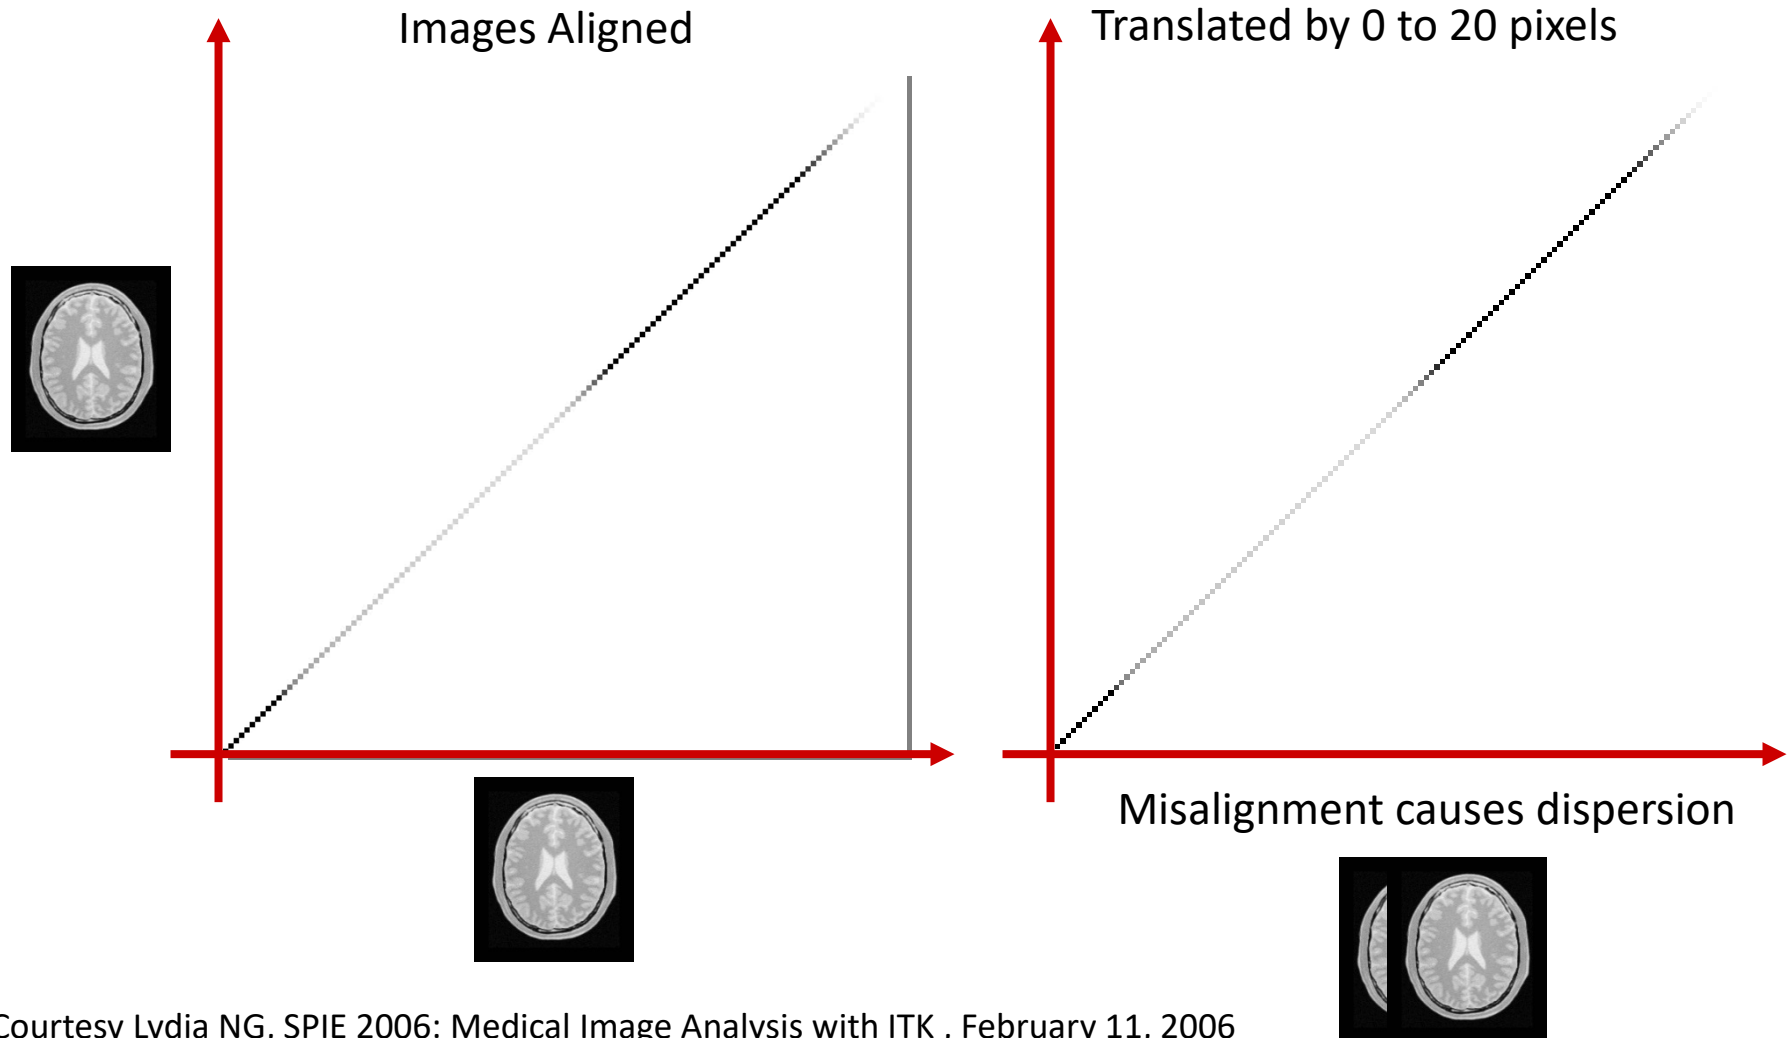 Images Aligned
Translated by 0 to 20 pixels
Misalignment causes dispersion
Courtesy Lydia NG. SPIE 2006: Medical Image Analysis with ITK . February 11. 2006